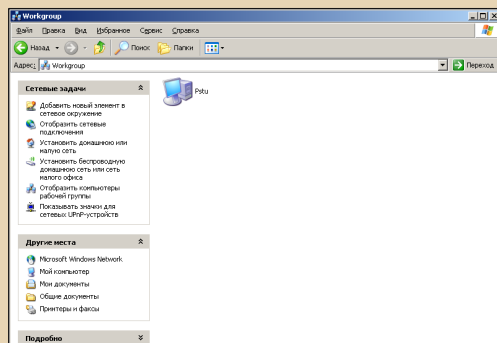 Workgroup
Файл Правка Вид Избранное Сервис Справка
Назад Поиск Папки
Адрес: Workgroup Переход
Сетевые задачи
Добавить новый элемент в
сетевое окружение
Отобразить сетевые
подключения
Установить домашнюю или
малую сеть
Установить беспроводную
домашнюю сеть или сеть
малого офиса
Отобразить компьютеры
рабочей группы
Показывать значки для
сетевых UPnP-устройств
Другие места
Microsoft Windows Network
Мой компьютер
Мои документы
Общие документы
Принтеры и факсы
Подробно
Pstu